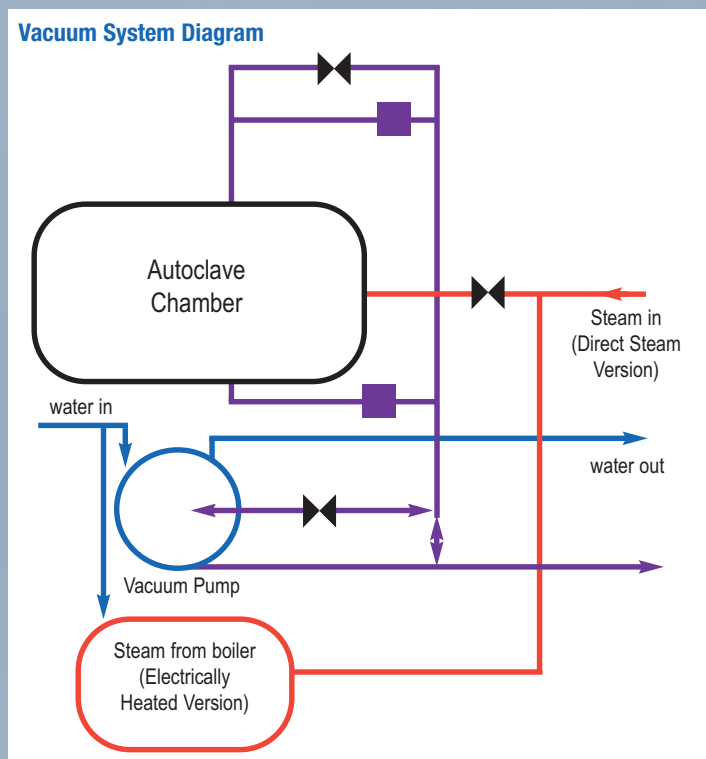 Vacuum System Diagram
Autoclave
Chamber
Steam in
(Direct Steam
Version)
water in
water out
Vacuum Pump
Steam from boiler
(Electrically
Heated Version)